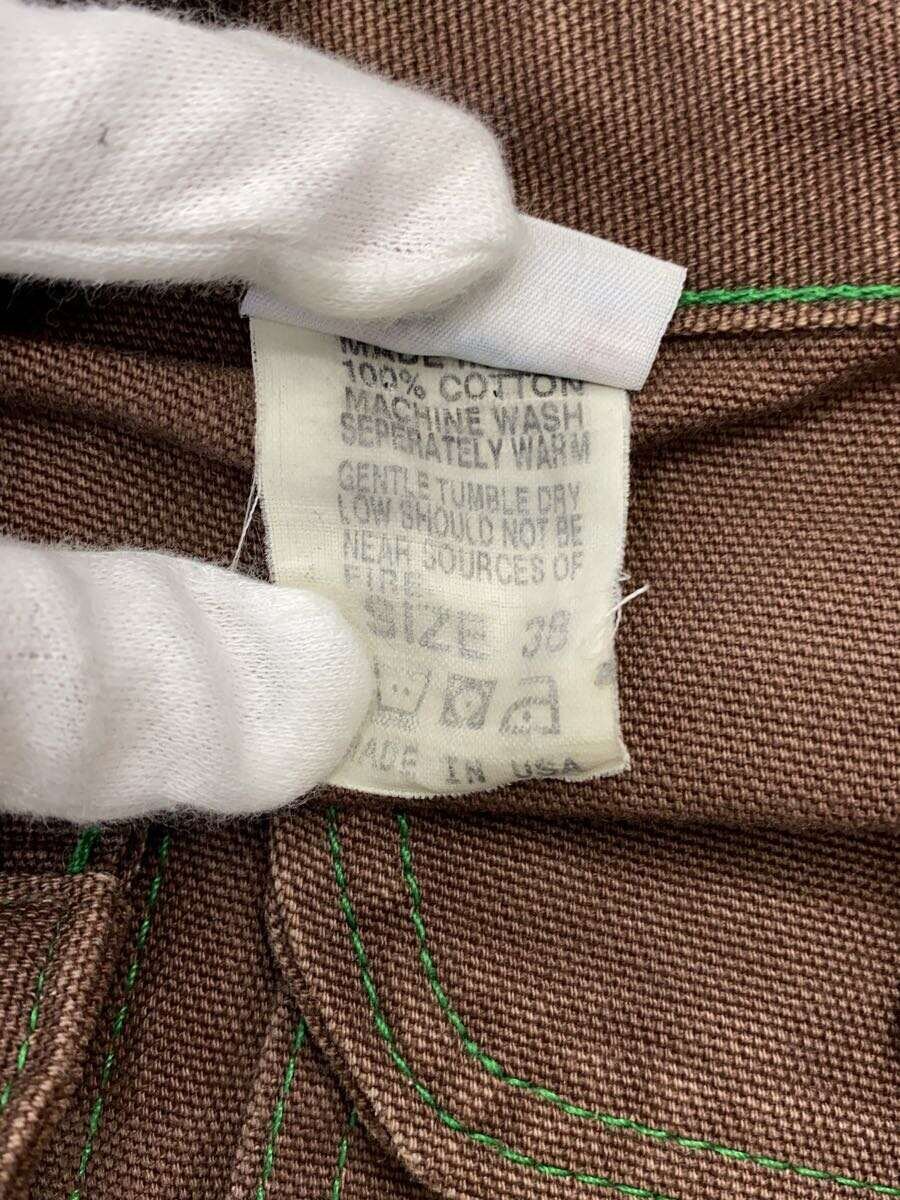 100% COTTON
MACHINE WASH
SEPERATELY WARM
GENTLE TUMBLE DRY
LOW SHOULD NOT BE
NEAR SOURCES OF
FIRE
SIZE 38
MADE IN USA